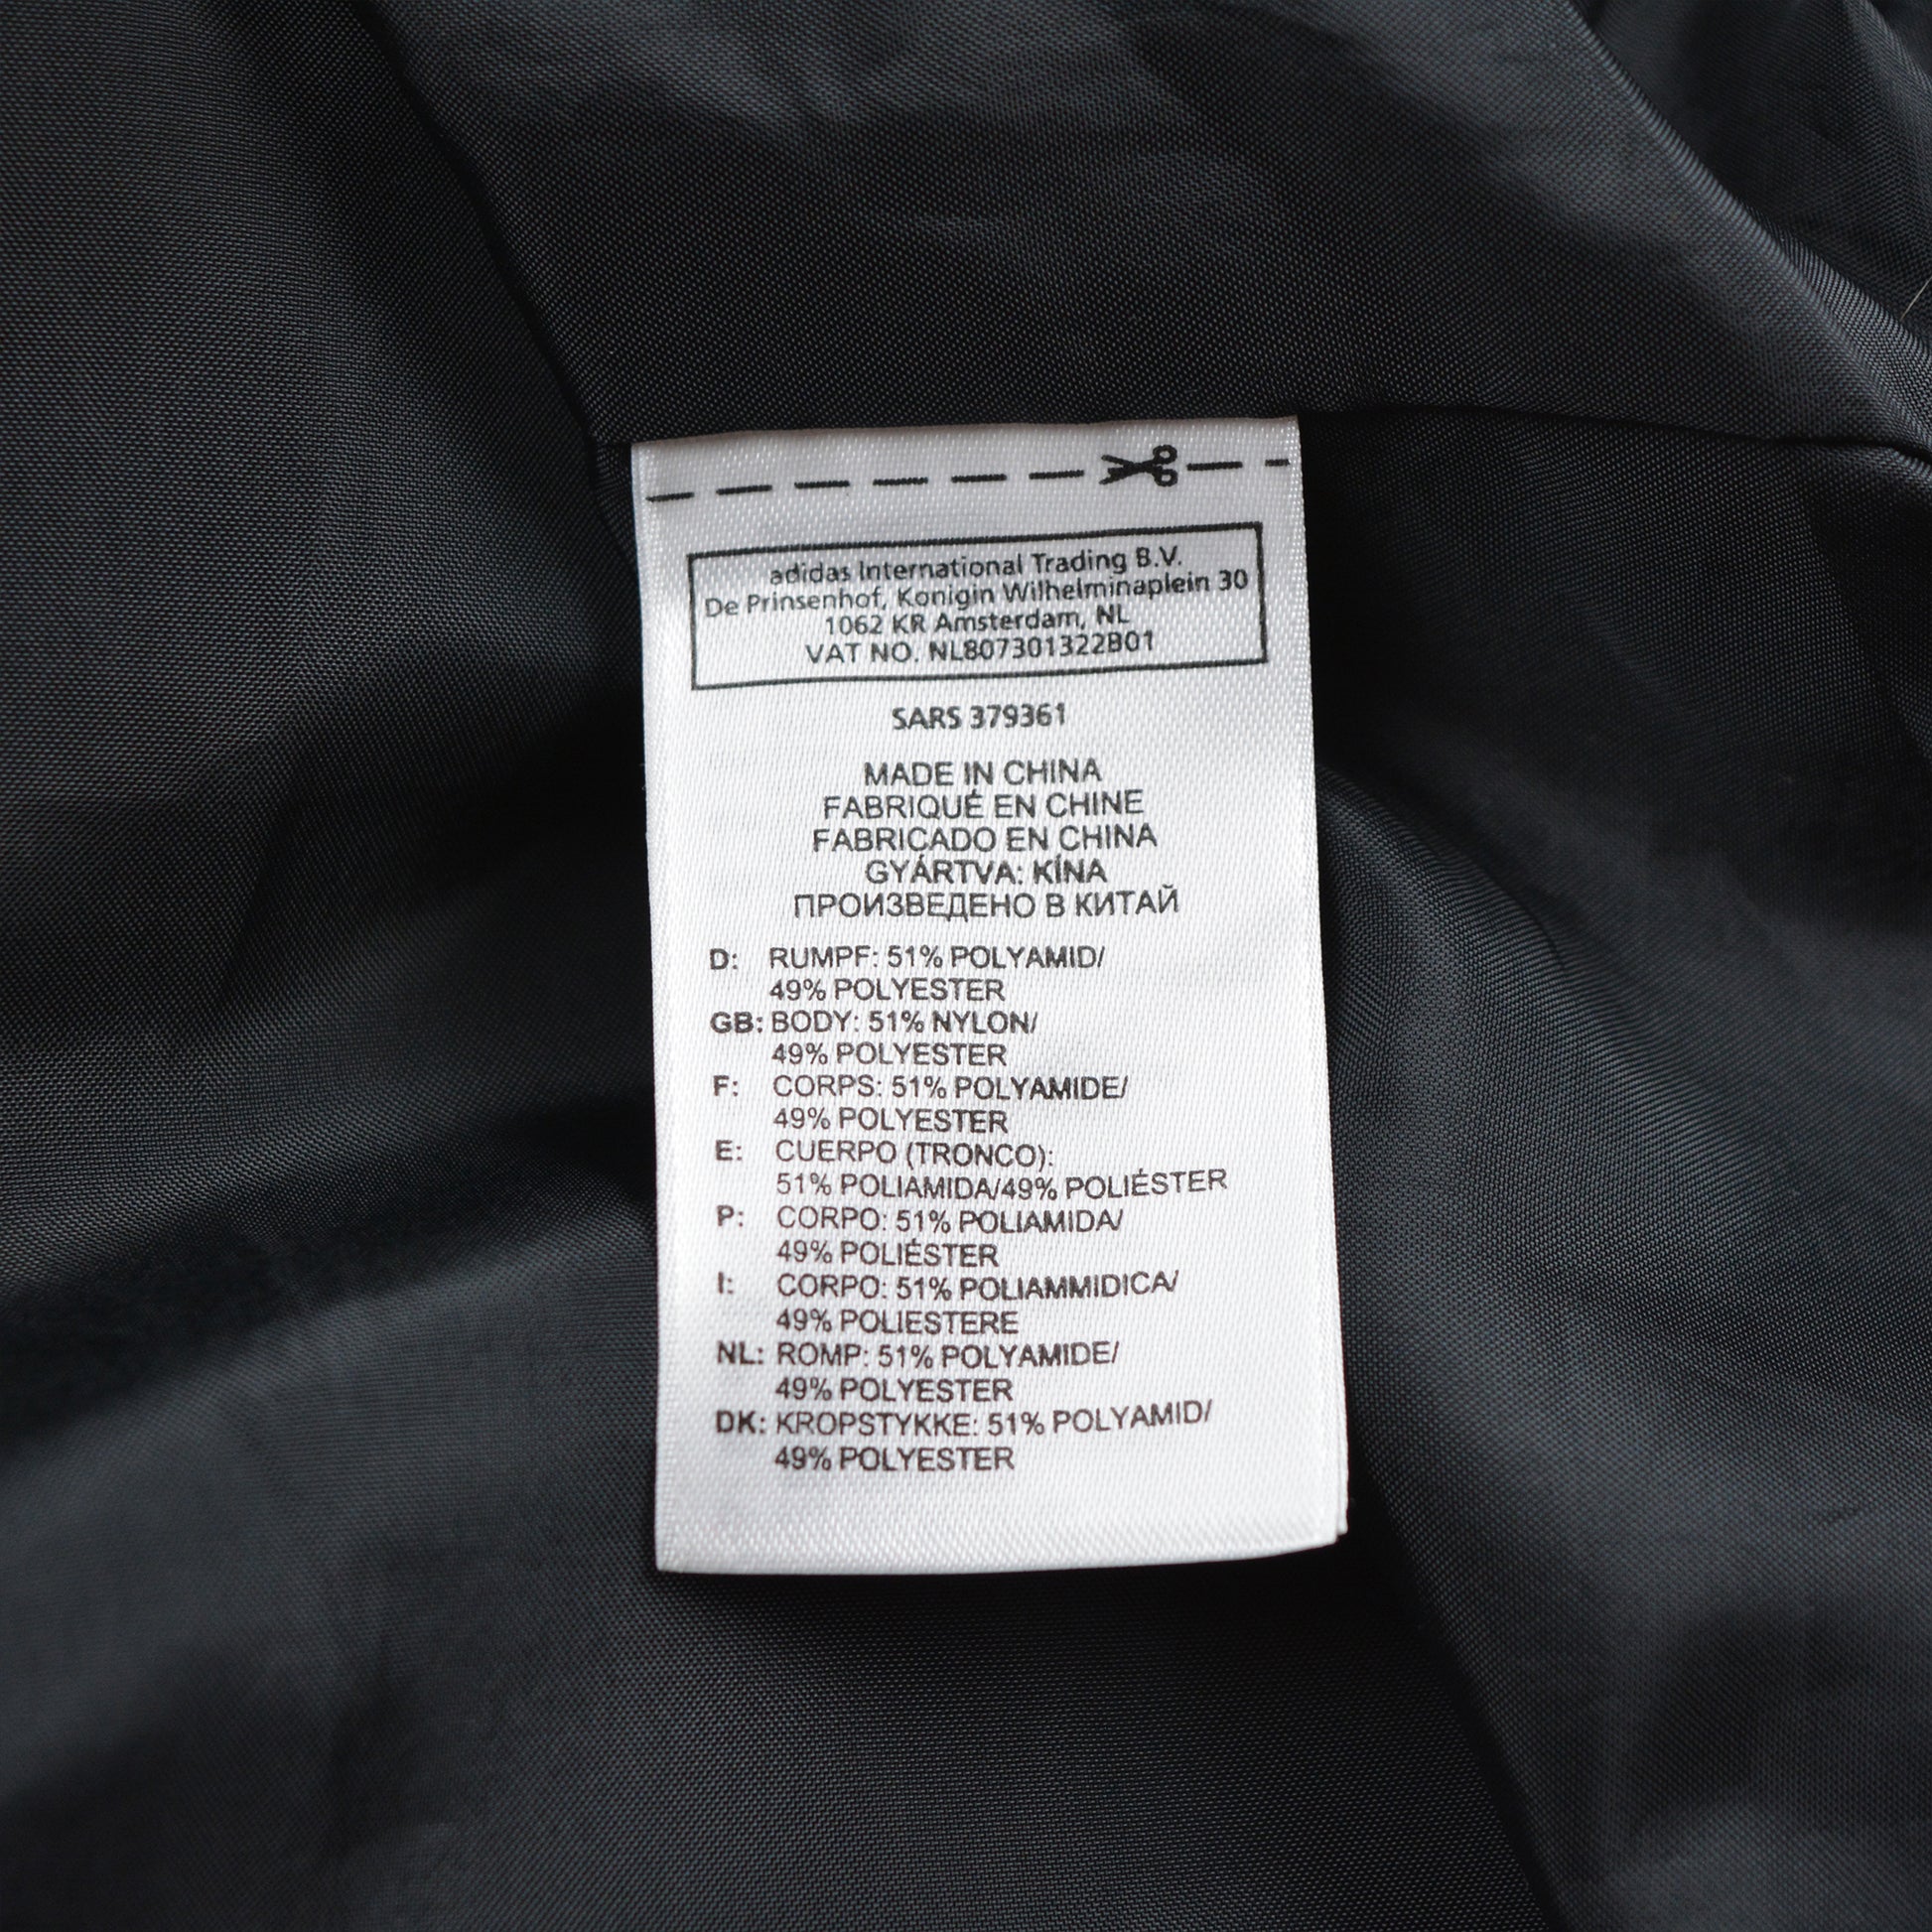 adidas International Trading B.V.
De Prinsenhof, Konigin Wilhelminaplein 30
1062 KR Amsterdam, NL
VAT NO. NL807301322B01
SARS 379361
MADE IN CHINA
FABRIQUÉ EN CHINE
FABRICADO EN CHINA
GYÁRTVA: KÍNA
ПРОИЗВЕДЕНО В КИТАЙ
D: RUMPF: 51% POLYAMID/
49% POLYESTER
GB: BODY: 51% NYLON/
49% POLYESTER
F: CORPS: 51% POLYAMIDE/
49% POLYESTER
E: CUERPO (TRONCO):
51% POLIAMIDA/49% POLIÉSTER
P: CORPO: 51% POLIAMIDA/
49% POLIÉSTER
I: CORPO: 51% POLIAMMIDICA/
49% POLIESTERE
NL: ROMP: 51% POLYAMIDE/
49% POLYESTER
DK: KROPSTYKKE: 51% POLYAMID/
49% POLYESTER